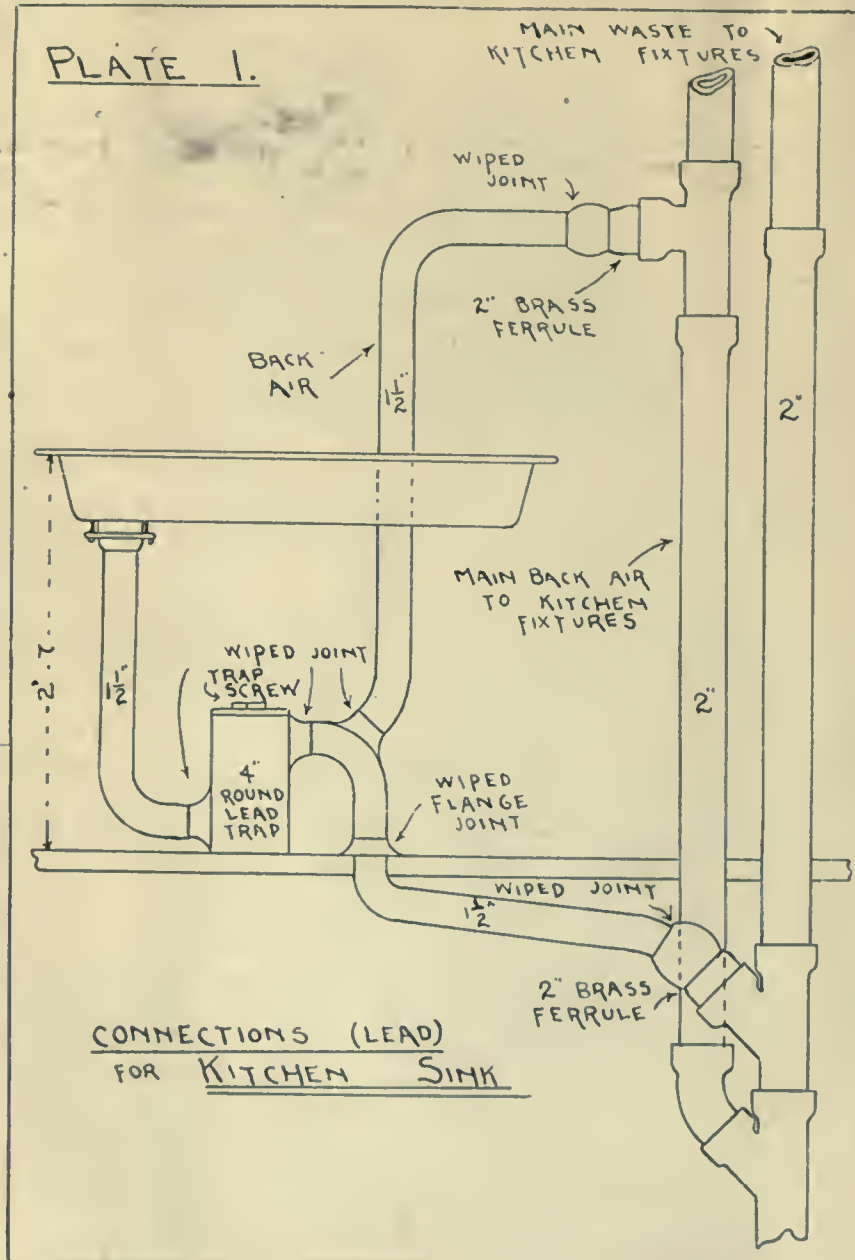 PLATE 1.
MAIN WASTE TO
KITCHEN FIXTURES
WIPED
JOINT
2" BRASS
FERRULE
BACK
AIR
1½"
2"
MAIN BACK AIR
TO KITCHEN
FIXTURES
2"
2'-7
1½"
WIPED JOINT
TRAP
SCREW
4"
ROUND
LEAD
TRAP
WIPED
FLANGE
JOINT
WIPED JOINT
1½"
2" BRASS
FERRULE
CONNECTIONS (LEAD)
FOR KITCHEN SINK